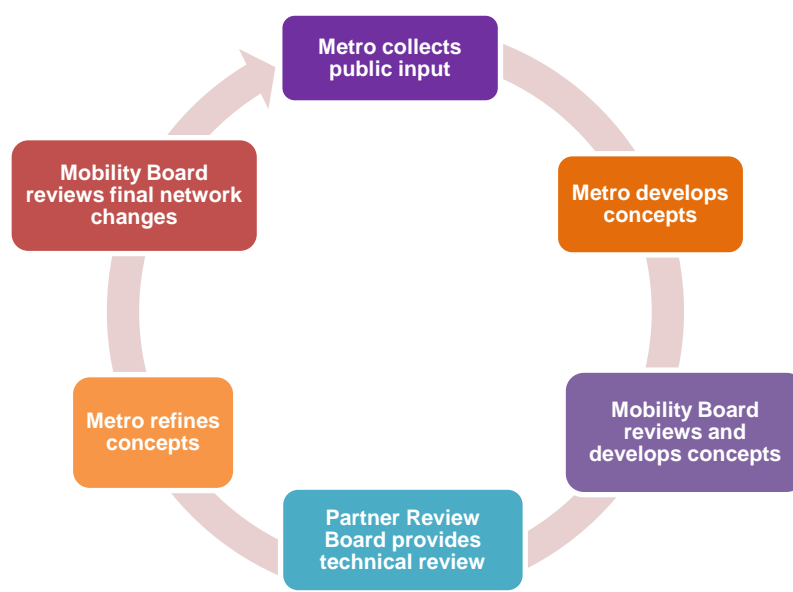 Metro collects
public input
Metro develops
concepts
Mobility Board
reviews and
develops concepts
Partner Review
Board provides
technical review
Metro refines
concepts
Mobility Board
reviews final network
changes